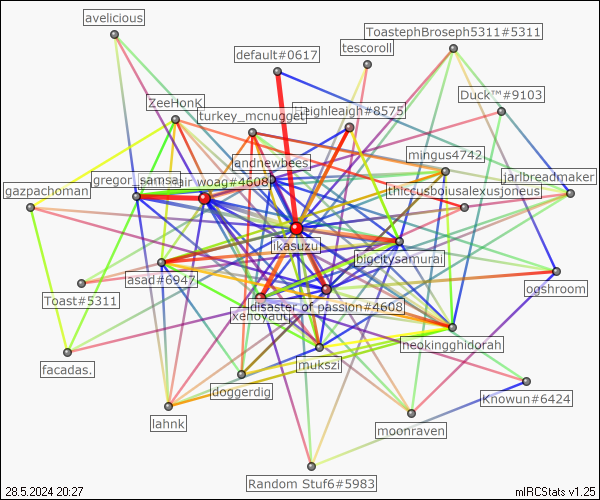 avelicious
ToastephBroseph5311#5311
default#0617
tescoroll
Duck™#9103
ZeeHonK
turkey_mcnugget
leighleaigh#8575
andnewbees
mingus4742
gregor_samsa
air woag#4608
jarlbreadmaker
gazpachoman
thiccusboiusalexusjoneus
ikasuzu
bigcitysamurai
asad#6947
ogshroom
Toast#5311
xenoyaut
disaster of passion#4608
neokingghidorah
mukszi
facadas.
doggerdig
Knowun#6424
lahnk
moonraven
Random Stuf6#5983
28.5.2024 20:27
mIRCStats v1.25